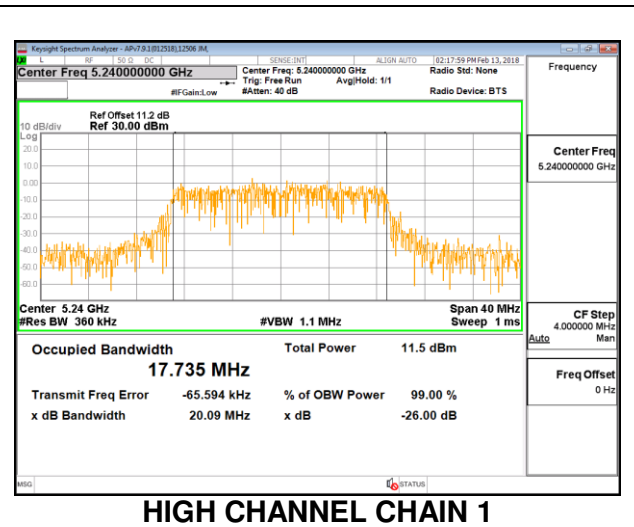 Keysight Spectrum Analyzer - APv7.9.1(012518),12506 JM,
L RF 50 Ω DC SENSE:INT ALIGN AUTO 02:17:59 PM Feb 13, 2018
Center Freq 5.240000000 GHz Center Freq: 5.240000000 GHz Radio Std: None Frequency
Trig: Free Run Avg|Hold: 1/1
#IFGain:Low #Atten: 40 dB Radio Device: BTS
Ref Offset 11.2 dB
10 dB/div Ref 30.00 dBm
Log
20.0
10.0
0.00
-10.0
-20.0
-30.0
-40.0
-50.0
-60.0
Center Freq
5.240000000 GHz
Center 5.24 GHz Span 40 MHz
#Res BW 360 kHz #VBW 1.1 MHz Sweep 1 ms
CF Step
4.000000 MHz
Auto Man
Occupied Bandwidth Total Power 11.5 dBm
17.735 MHz
Transmit Freq Error -65.594 kHz % of OBW Power 99.00 %
x dB Bandwidth 20.09 MHz x dB -26.00 dB
Freq Offset
0 Hz
MSG STATUS
HIGH CHANNEL CHAIN 1